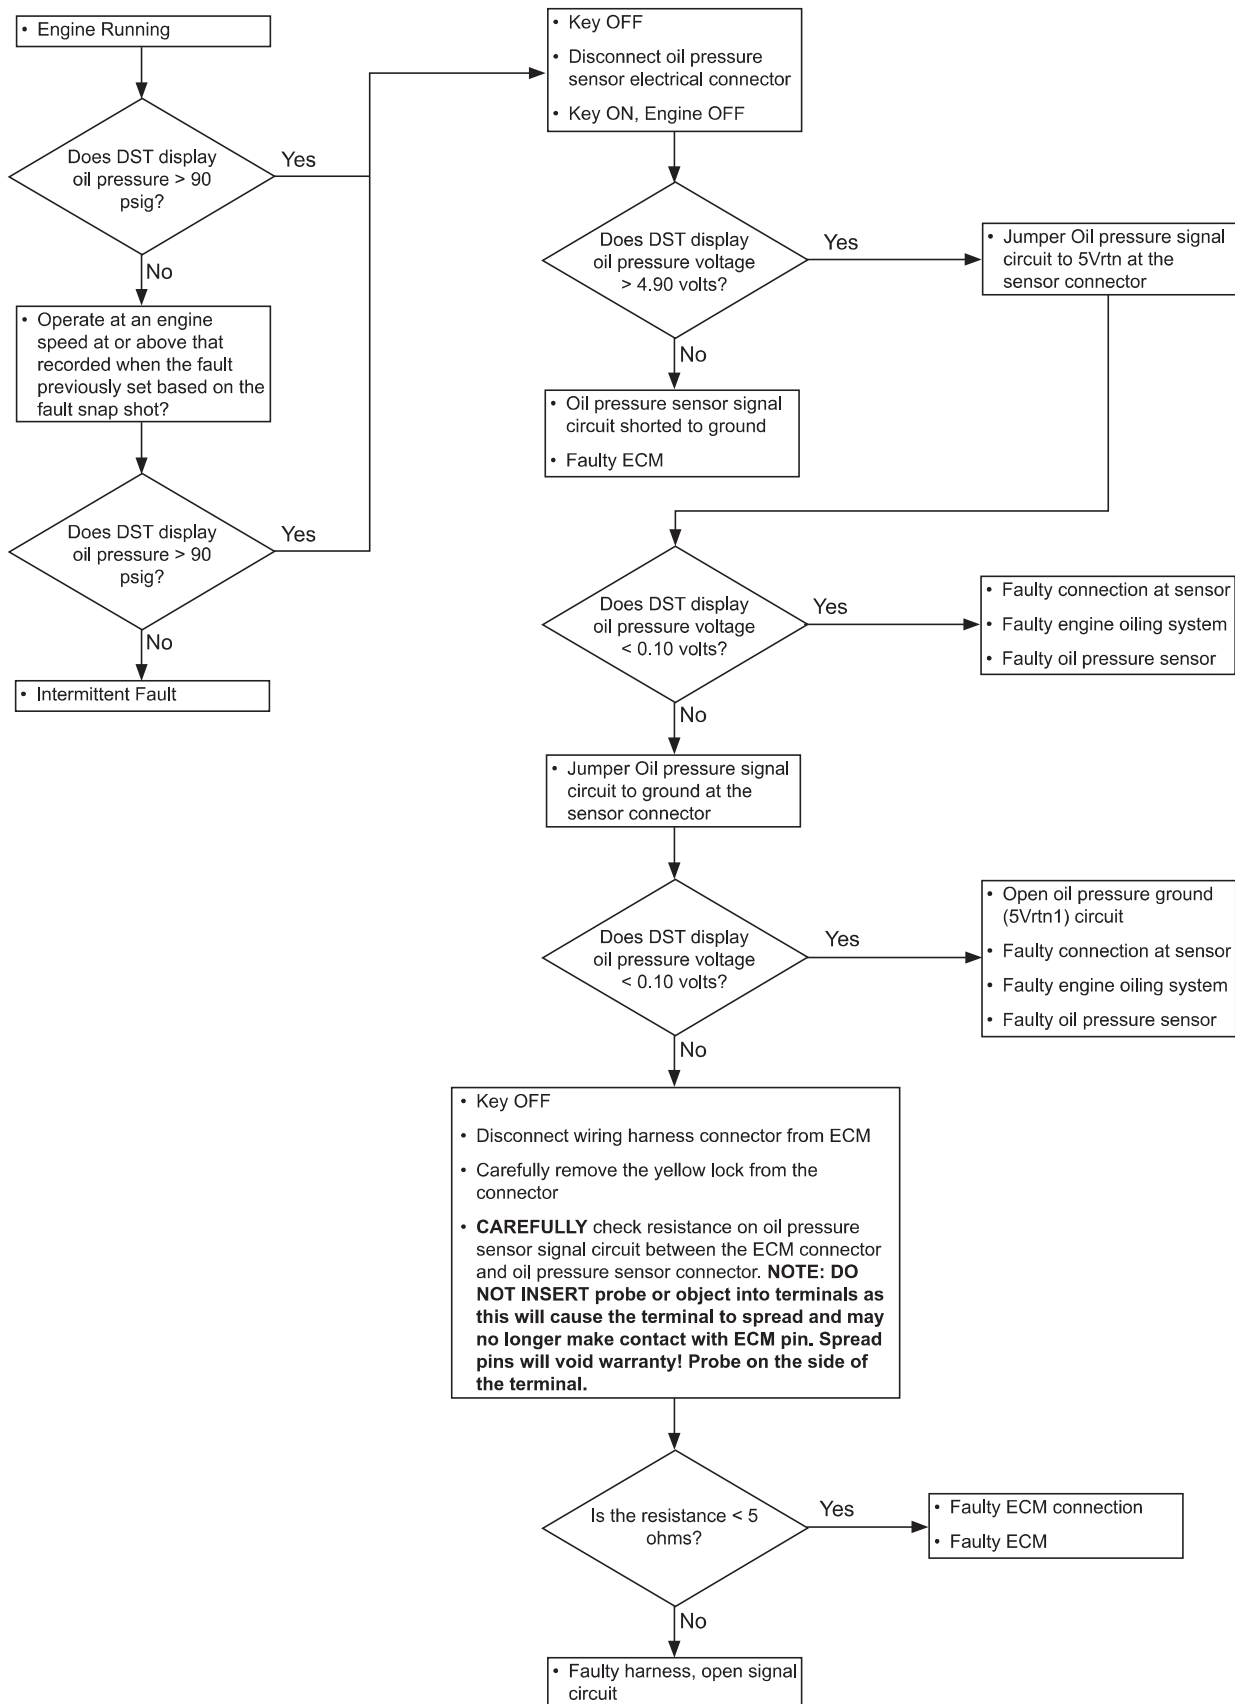 • Engine Running
Does DST display
oil pressure > 90
psig?
Yes
No
• Operate at an engine
speed at or above that
recorded when the fault
previously set based on the
fault snap shot?
Does DST display
oil pressure > 90
psig?
Yes
No
• Intermittent Fault
• Key OFF
• Disconnect oil pressure
sensor electrical connector
• Key ON, Engine OFF
Does DST display
oil pressure voltage
> 4.90 volts?
Yes
• Jumper Oil pressure signal
circuit to 5Vrtn at the
sensor connector
No
• Oil pressure sensor signal
circuit shorted to ground
• Faulty ECM
Does DST display
oil pressure voltage
< 0.10 volts?
Yes
• Faulty connection at sensor
• Faulty engine oiling system
• Faulty oil pressure sensor
No
• Jumper Oil pressure signal
circuit to ground at the
sensor connector
Does DST display
oil pressure voltage
< 0.10 volts?
Yes
• Open oil pressure ground
(5Vrtn1) circuit
• Faulty connection at sensor
• Faulty engine oiling system
• Faulty oil pressure sensor
No
• Key OFF
• Disconnect wiring harness connector from ECM
• Carefully remove the yellow lock from the
connector
• CAREFULLY check resistance on oil pressure
sensor signal circuit between the ECM connector
and oil pressure sensor connector. NOTE: DO
NOT INSERT probe or object into terminals as
this will cause the terminal to spread and may
no longer make contact with ECM pin. Spread
pins will void warranty! Probe on the side of
the terminal.
Is the resistance < 5
ohms?
Yes
• Faulty ECM connection
• Faulty ECM
No
• Faulty harness, open signal
circuit